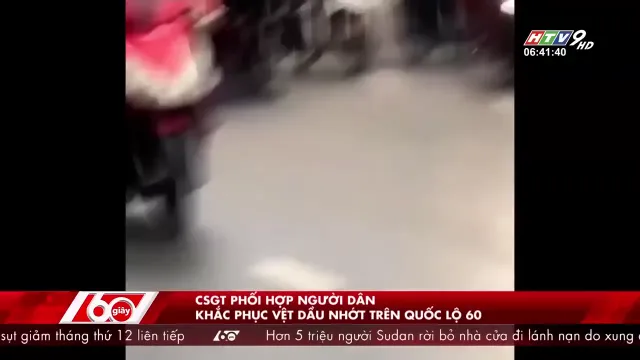 HTV9 HD
06:41:40
CSGT PHỐI HỢP NGƯỜI DÂN
60 giây
KHẮC PHỤC VỆT DẦU NHỚT TRÊN QUỐC LỘ 60
sụt giảm tháng thứ 12 liên tiếp HTV9 Hơn 5 triệu người Sudan rời bỏ nhà cửa đi lánh nạn do xung